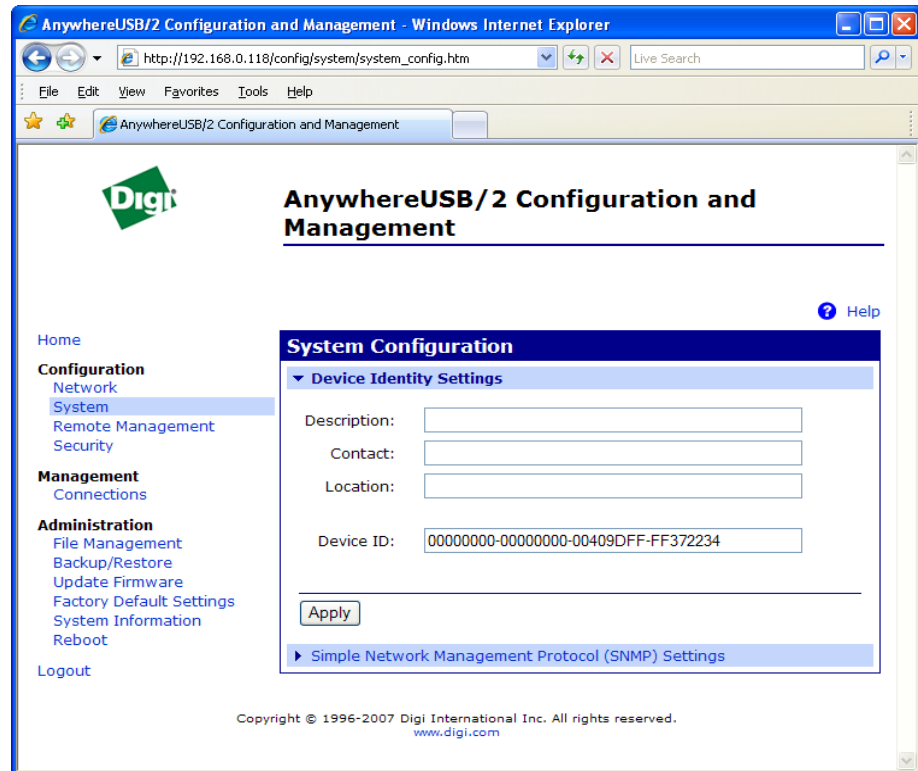 AnywhereUSB/2 Configuration and Management - Windows Internet Explorer
http://192.168.0.118/config/system/system_config.htm
Live Search
File Edit View Favorites Tools Help
AnywhereUSB/2 Configuration and Management
Digi
AnywhereUSB/2 Configuration and
Management
? Help
Home
Configuration
Network
System
Remote Management
Security
Management
Connections
Administration
File Management
Backup/Restore
Update Firmware
Factory Default Settings
System Information
Reboot
Logout
System Configuration
Device Identity Settings
Description:
Contact:
Location:
Device ID: 00000000-00000000-00409DFF-FF372234
Apply
Simple Network Management Protocol (SNMP) Settings
Copyright © 1996-2007 Digi International Inc. All rights reserved.
www.digi.com